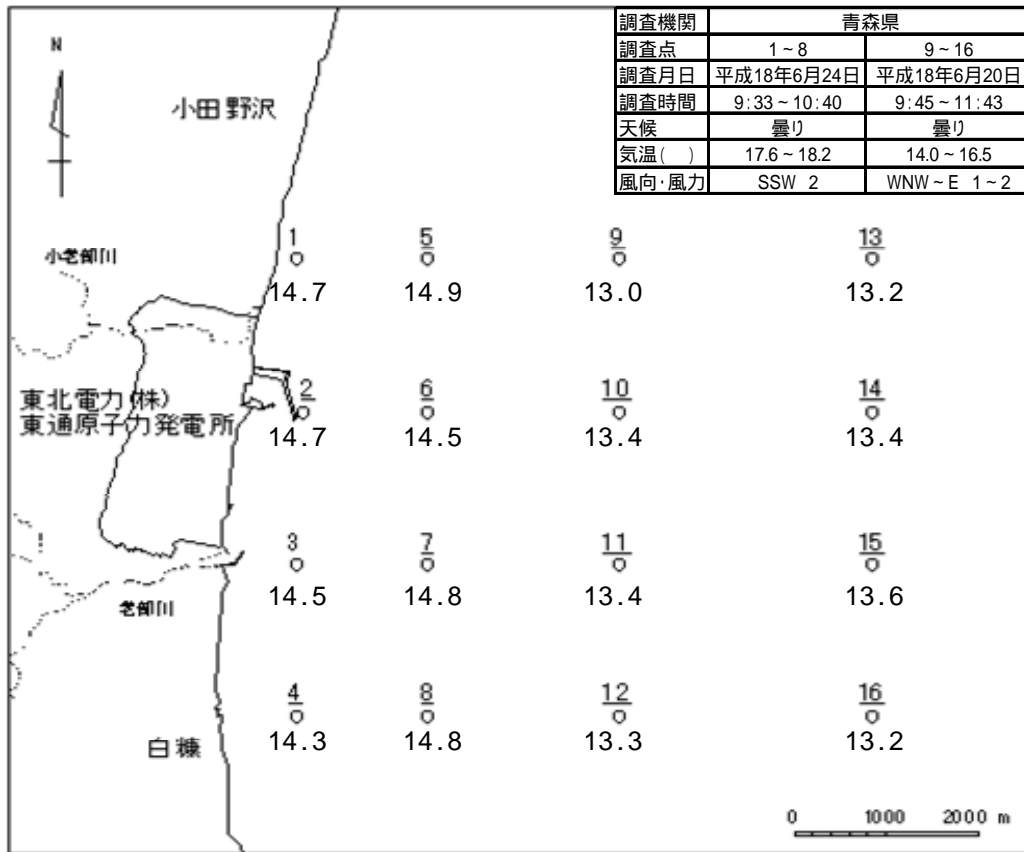 調査機関 青森県
調査点 1~8 9~16
調査月日 平成18年6月24日 平成18年6月20日
調査時間 9:33~10:40 9:45~11:43
天候 曇り 曇り
気温( ) 17.6~18.2 14.0~16.5
風向・風力 SSW 2 WNW~E 1~2
N
小田野沢
小老部川
1 5 9 13
14.7 14.9 13.0 13.2
東北電力(株)
東通原子力発電所
2 6 10 14
14.7 14.5 13.4 13.4
3 7 11 15
14.5 14.8 13.4 13.6
老部川
4 8 12 16
14.3 14.8 13.3 13.2
白糠
0 1000 2000 m